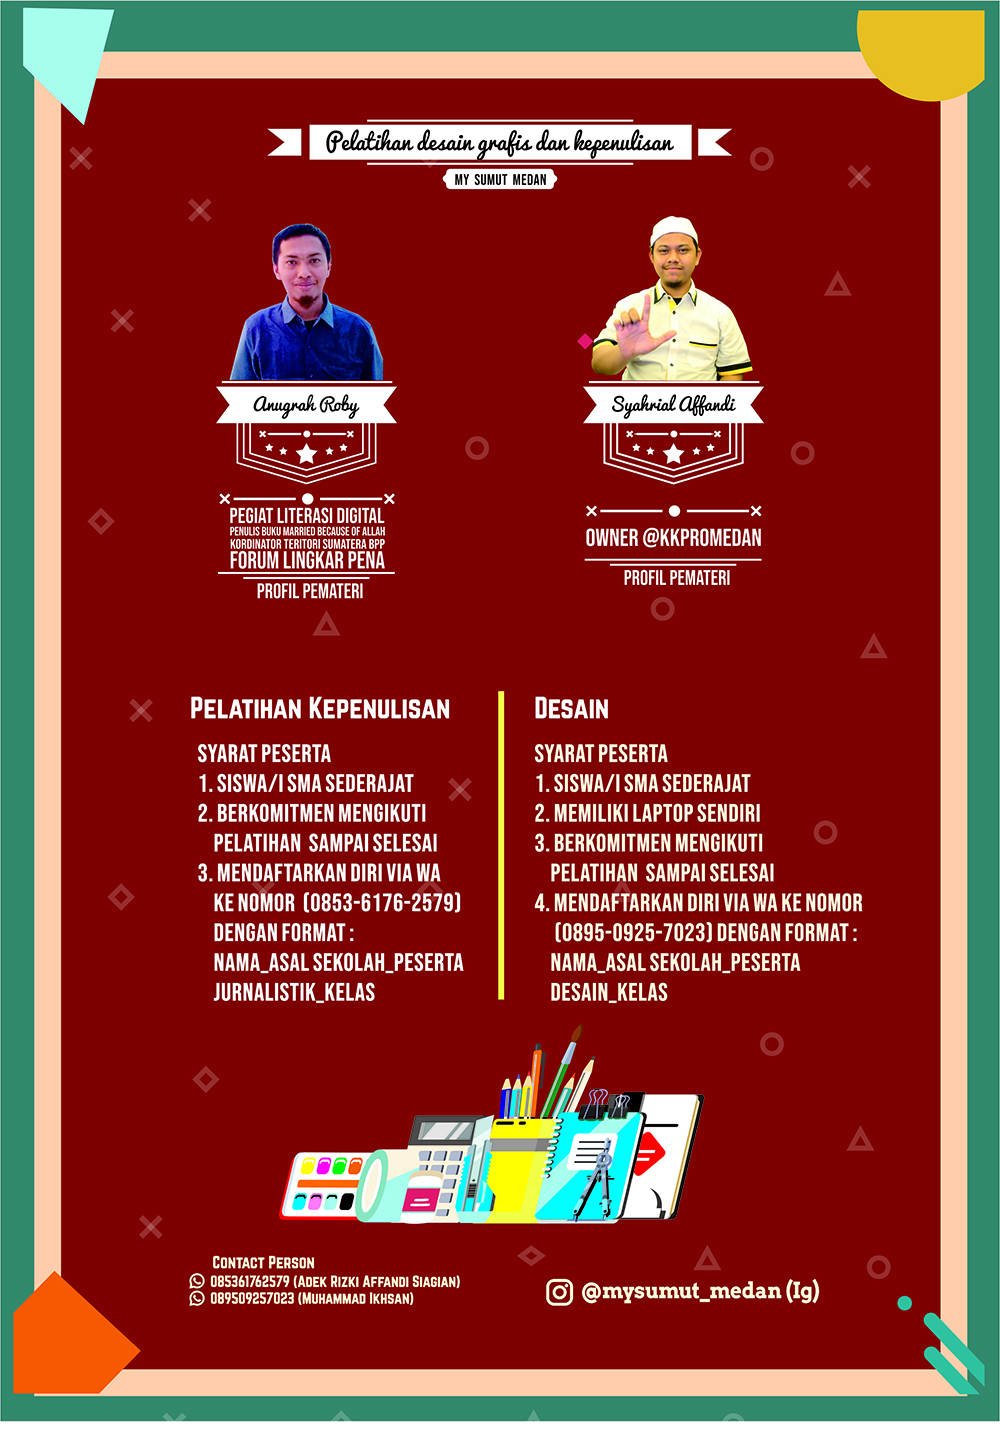 Pelatihan desain grafis dan kepenulisan
MY SUMUT MEDAN
Anugrah Roby
PEGIAT LITERASI DIGITAL
PENULIS BUKU MARRIED BECAUSE OF ALLAH
KORDINATOR TERITORI SUMATERA BPP
FORUM LINGKAR PENA
PROFIL PEMATERI
Syahrial Affandi
OWNER @KKPROMEDAN
PROFIL PEMATERI
PELATIHAN KEPENULISAN
SYARAT PESERTA
1. SISWA/I SMA SEDERAJAT
2. BERKOMITMEN MENGIKUTI
PELATIHAN SAMPAI SELESAI
3. MENDAFTARKAN DIRI VIA WA
KE NOMOR (0853-6176-2579)
DENGAN FORMAT :
NAMA_ASAL SEKOLAH_PESERTA
JURNALISTIK_KELAS
DESAIN
SYARAT PESERTA
1. SISWA/I SMA SEDERAJAT
2. MEMILIKI LAPTOP SENDIRI
3. BERKOMITMEN MENGIKUTI
PELATIHAN SAMPAI SELESAI
4. MENDAFTARKAN DIRI VIA WA KE NOMOR
(0895-0925-7023) DENGAN FORMAT :
NAMA_ASAL SEKOLAH_PESERTA
DESAIN_KELAS
CONTACT PERSON
085361762579 (ADEK RIZKI AFFANDI SIAGIAN)
089509257023 (MUHAMMAD IKHSAN)
@mysumut_medan (Ig)